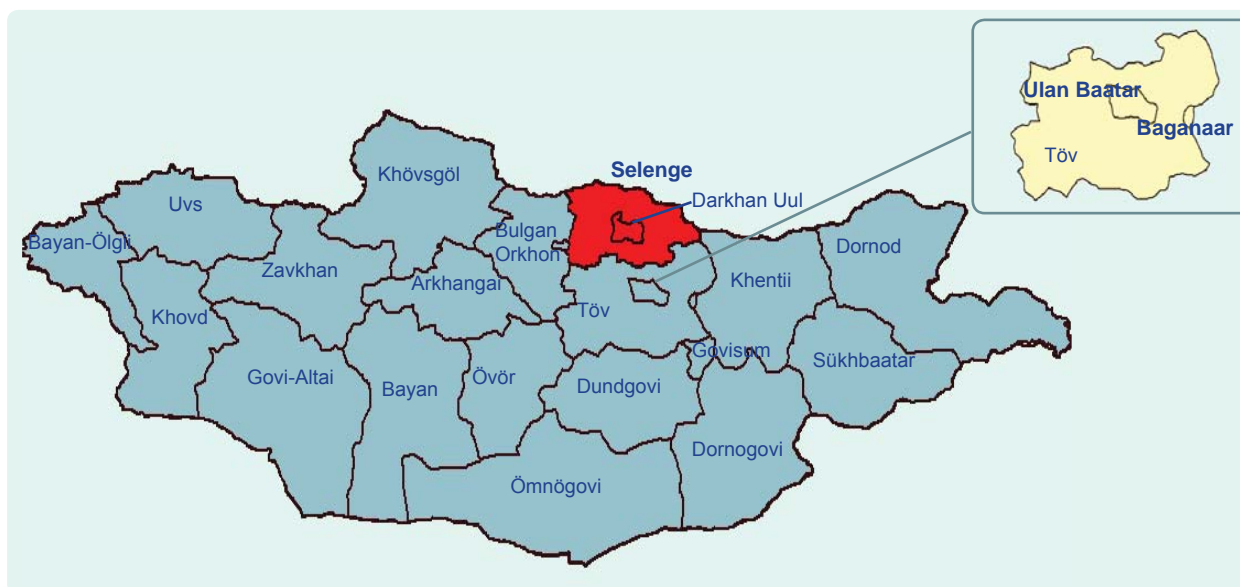 Ulan Baatar
Baganaar
Töv
Selenge
Khövsgöl
Darkhan Uul
Uvs
Bulgan
Orkhon
Bayan-Ölgli
Dornod
Zavkhan
Arkhangai
Khentii
Khovd
Töv
Govisum
Sükhbaatar
Govi-Altai
Bayan
Övör
Dundgovi
Dornogovi
Ömnögovi